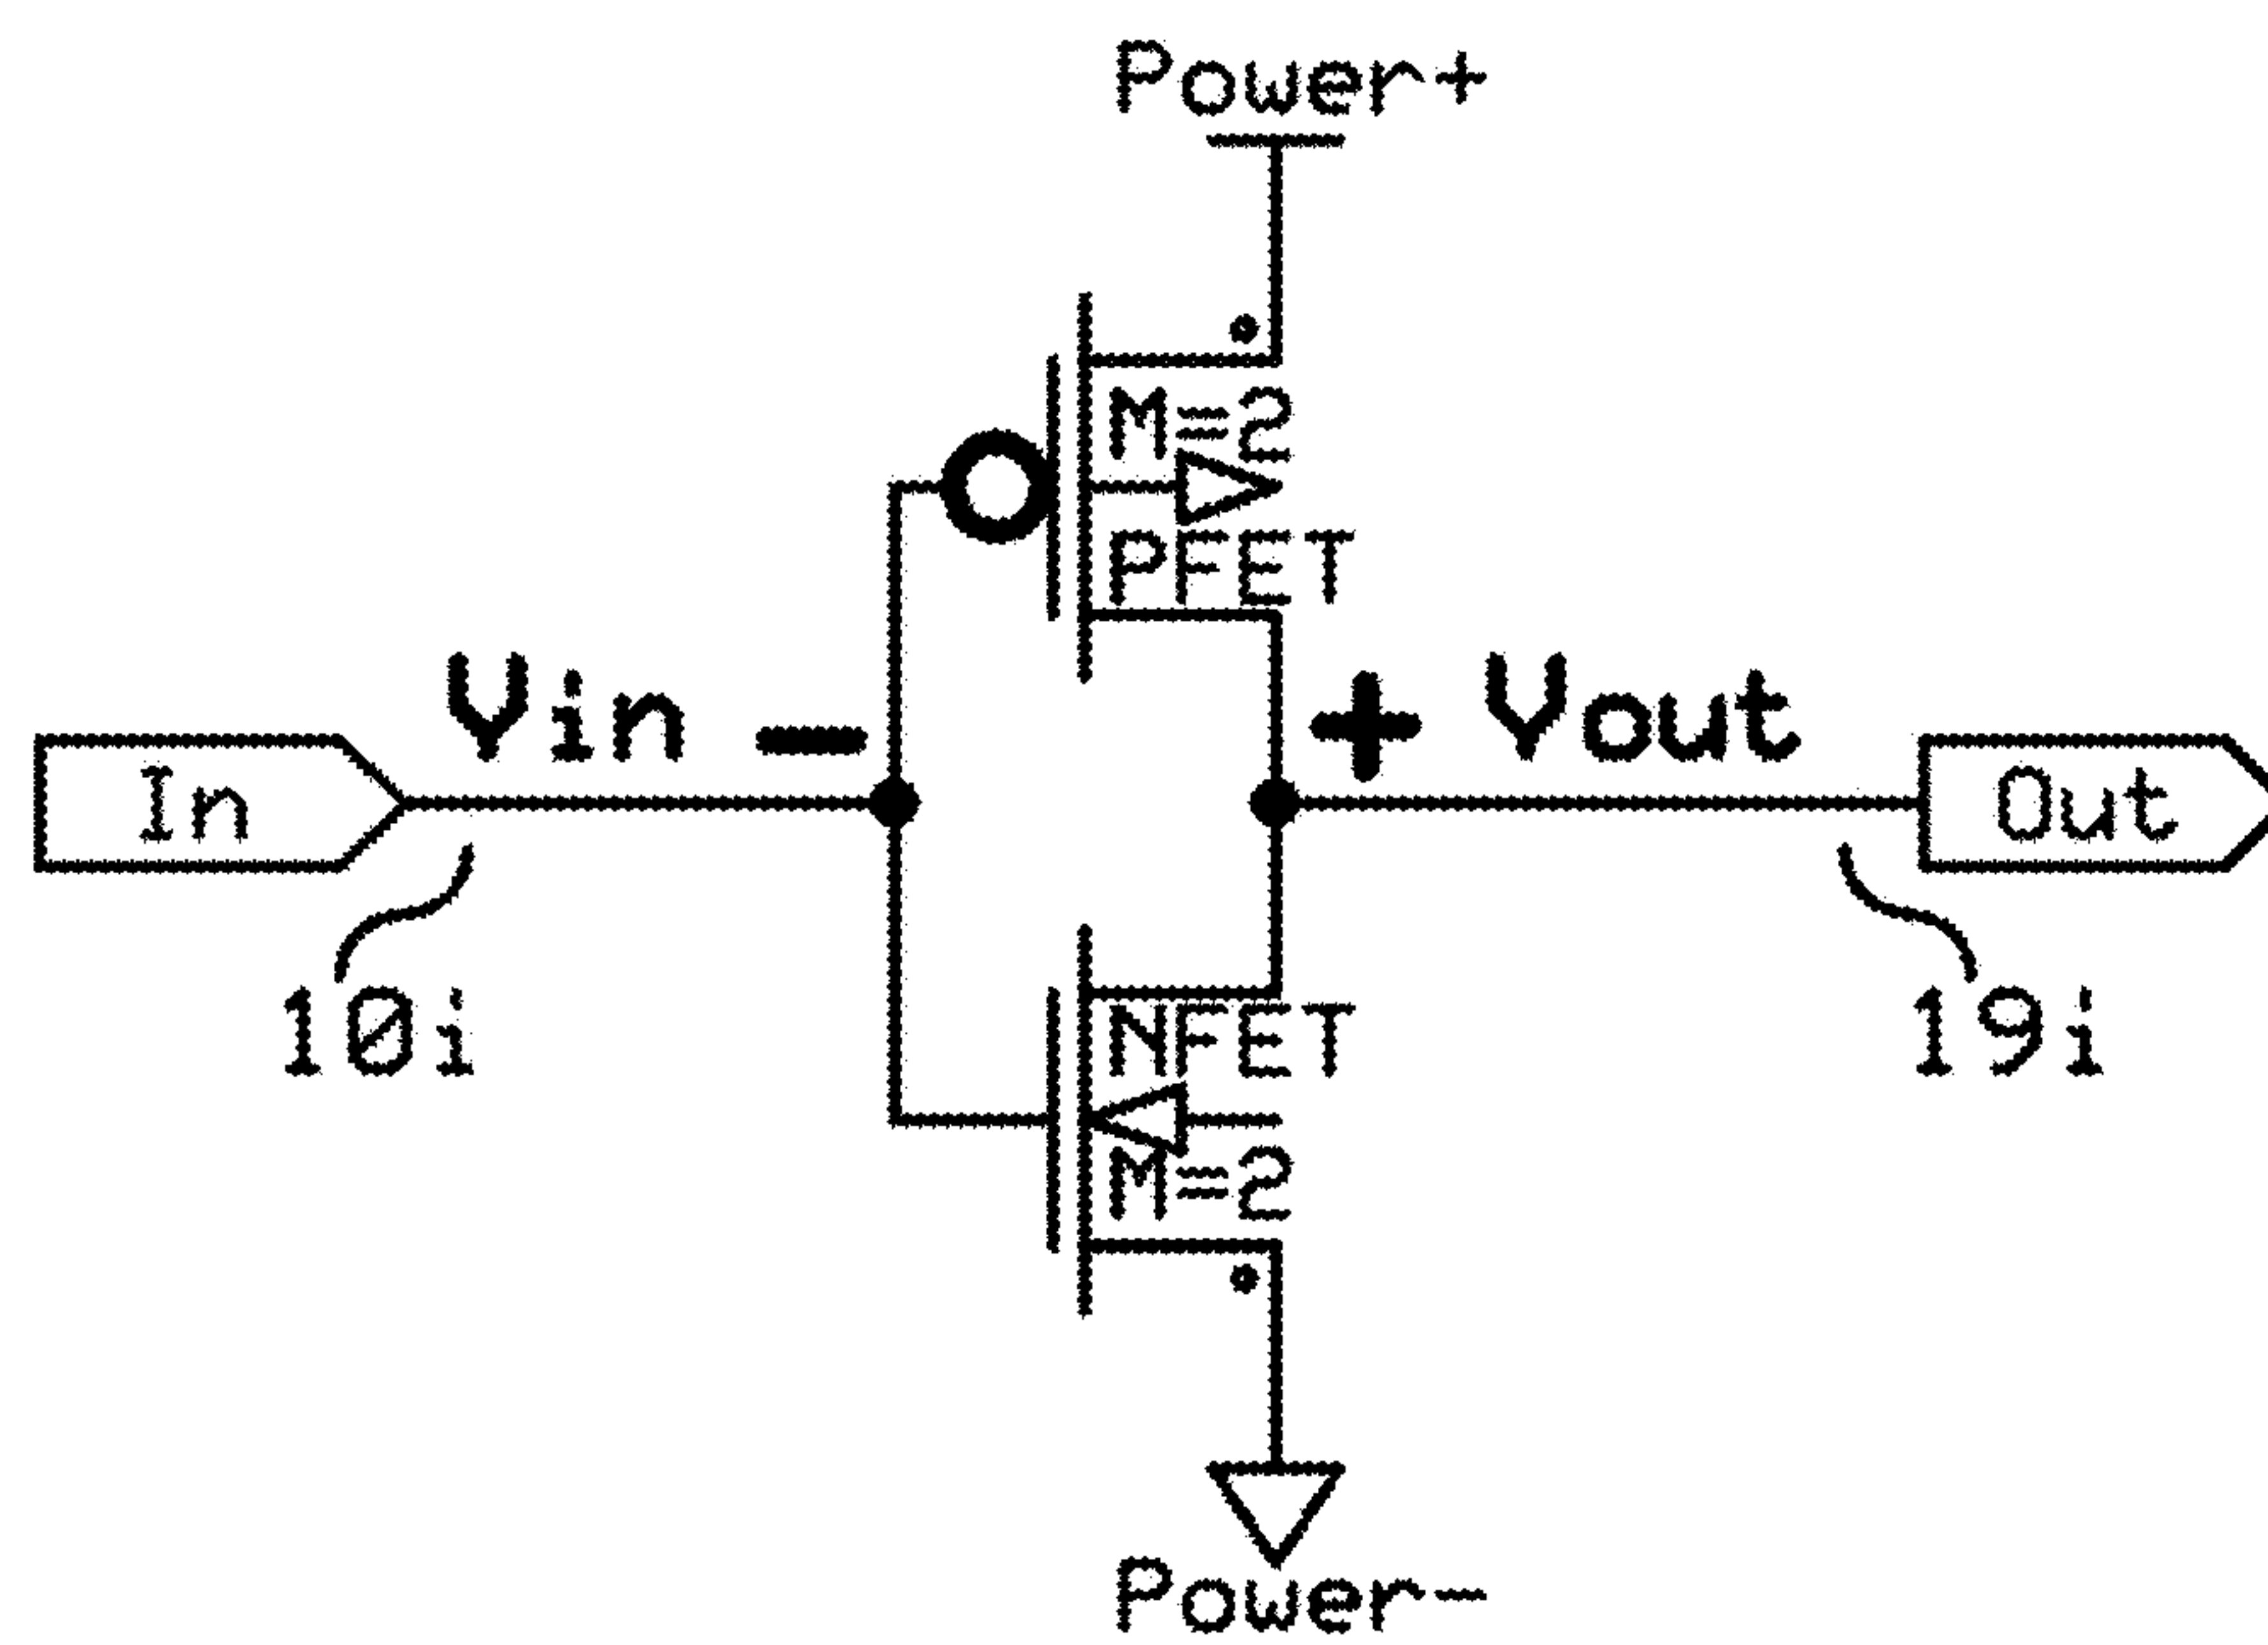 Power+
M=2
PFET
Vin − + Vout
In
Out
10i
19i
NFET
M=2
Power-